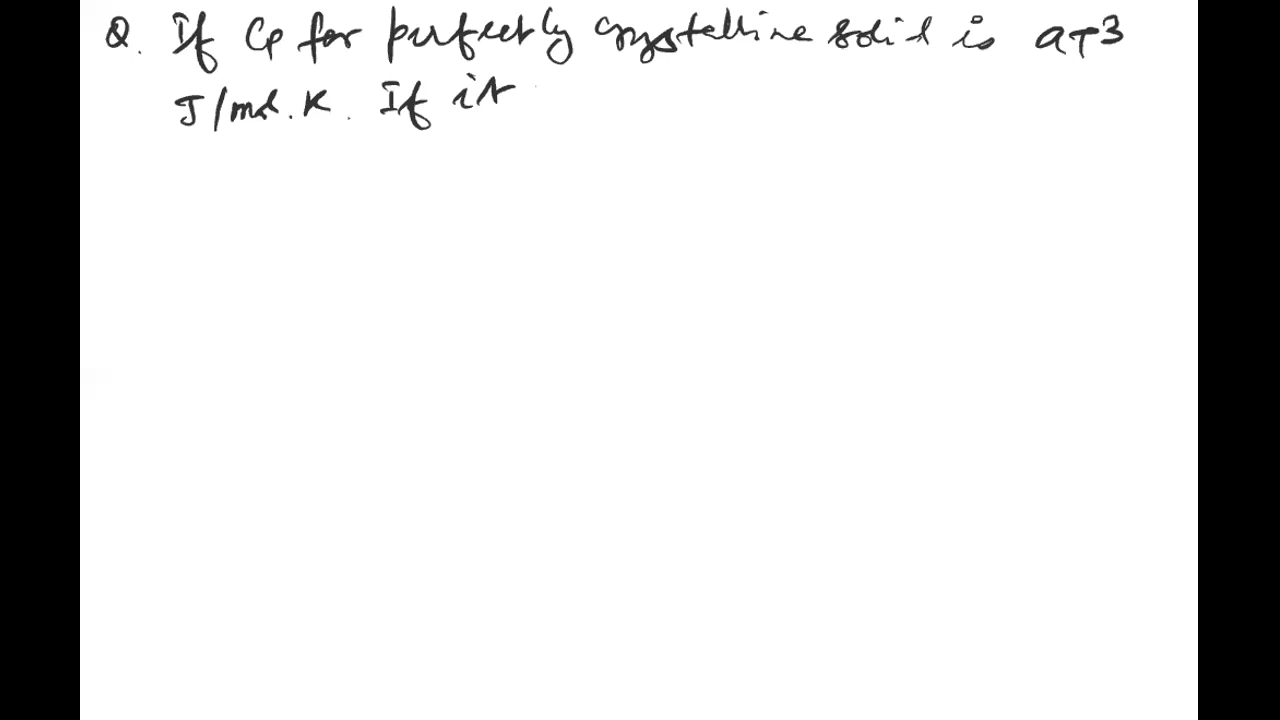 Q. If Cp for perfectly crystalline solid is aT3
J/mol.K. If it